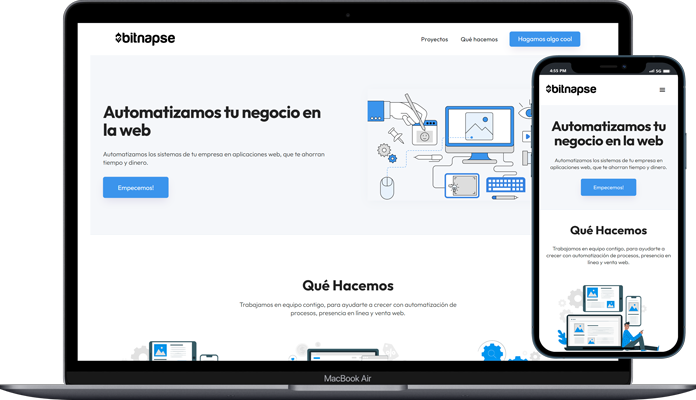 bitnapse
Proyectos
Qué hacemos
Hagamos algo cool
Automatizamos tu negocio en
la web
Automatizamos los sistemas de tu empresa en aplicaciones web, que te ahorran
tiempo y dinero.
Empecemos!
Qué Hacemos
Trabajamos en equipo contigo, para ayudarte a crecer con automatización de
procesos, presencia en línea y venta web.
MacBook Air
4:55 PM
5G
bitnapse
Automatizamos tu
negocio en la web
Automatizamos los sistemas de tu empresa en
aplicaciones web, que te ahorran tiempo y dinero.
Empecemos!
Qué Hacemos
Trabajamos en equipo contigo, para ayudarte a
crecer con automatización de procesos, presencia en
línea y venta web.